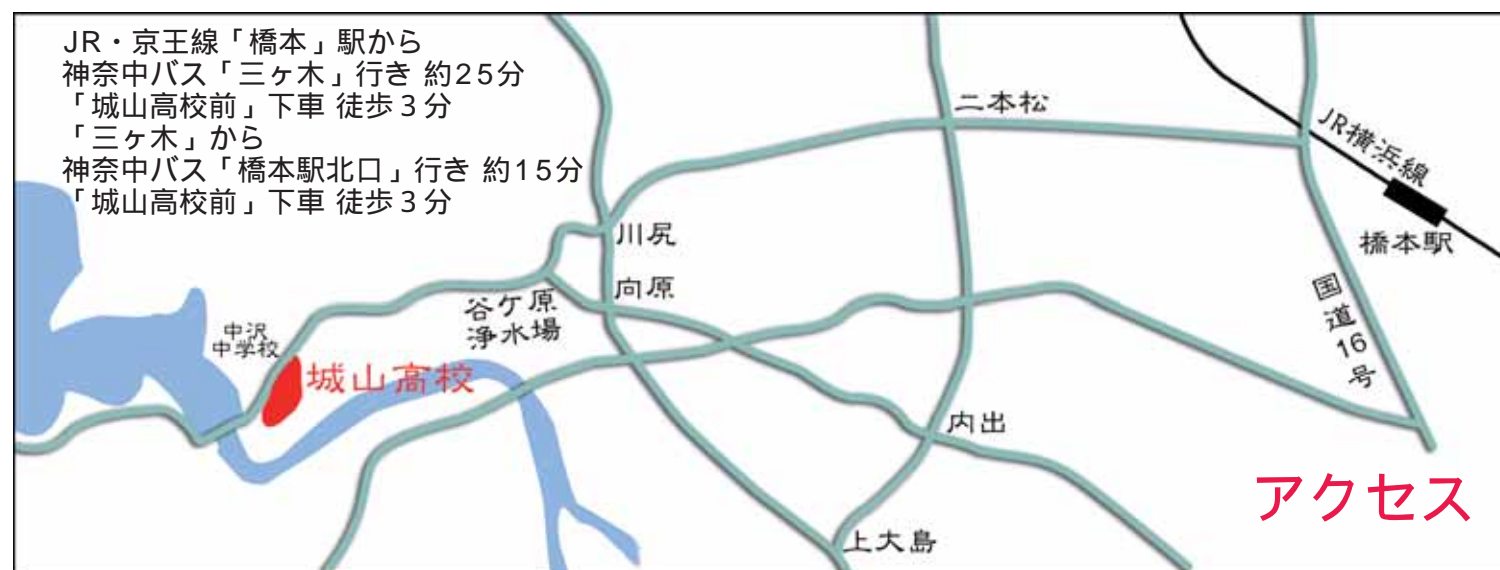 JR・京王線「橋本」駅から
神奈中バス「三ヶ木」行き 約25分
「城山高校前」下車 徒歩3分
「三ヶ木」から
神奈中バス「橋本駅北口」行き 約15分
「城山高校前」下車 徒歩3分
二本松
JR横浜線
橋本駅
川尻
向原
谷ケ原
浄水場
国道16号
中沢
中学校
城山高校
内出
アクセス
上大島